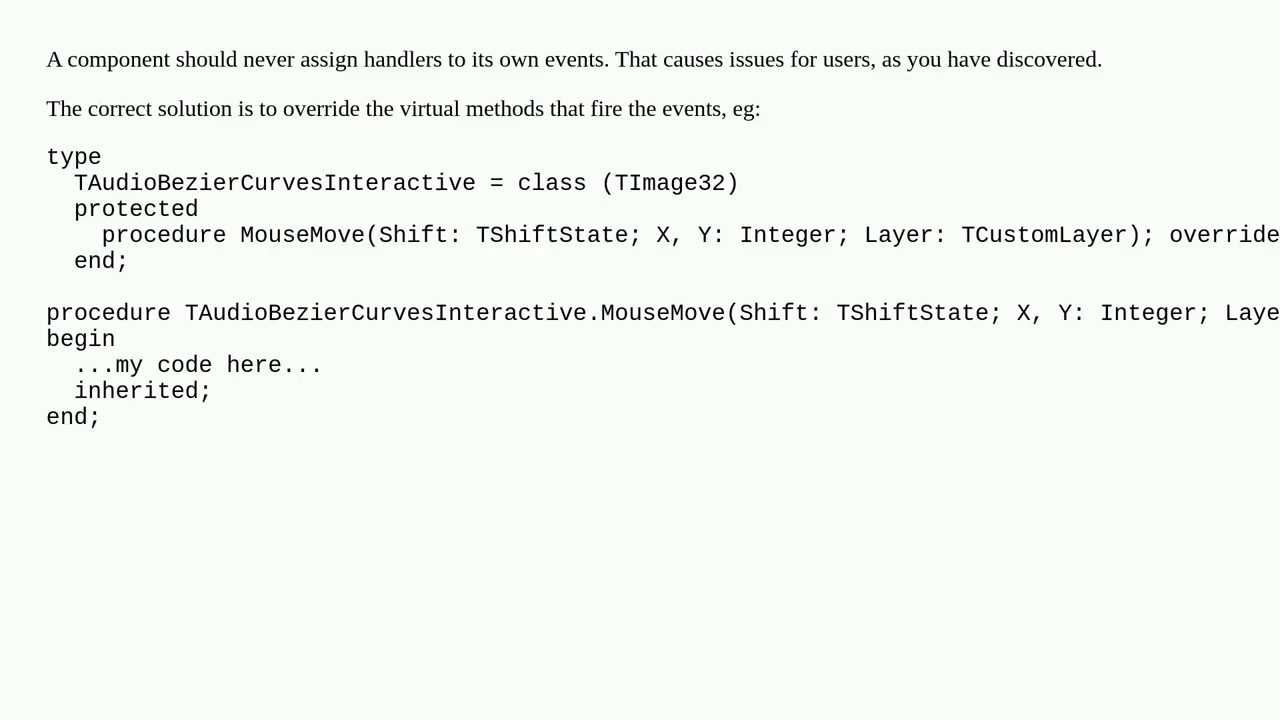 A component should never assign handlers to its own events. That causes issues for users, as you have discovered.
The correct solution is to override the virtual methods that fire the events, eg:
type
  TAudioBezierCurvesInteractive = class (TImage32)
  protected
    procedure MouseMove(Shift: TShiftState; X, Y: Integer; Layer: TCustomLayer); override
  end;

procedure TAudioBezierCurvesInteractive.MouseMove(Shift: TShiftState; X, Y: Integer; Laye
begin
  ...my code here...
  inherited;
end;